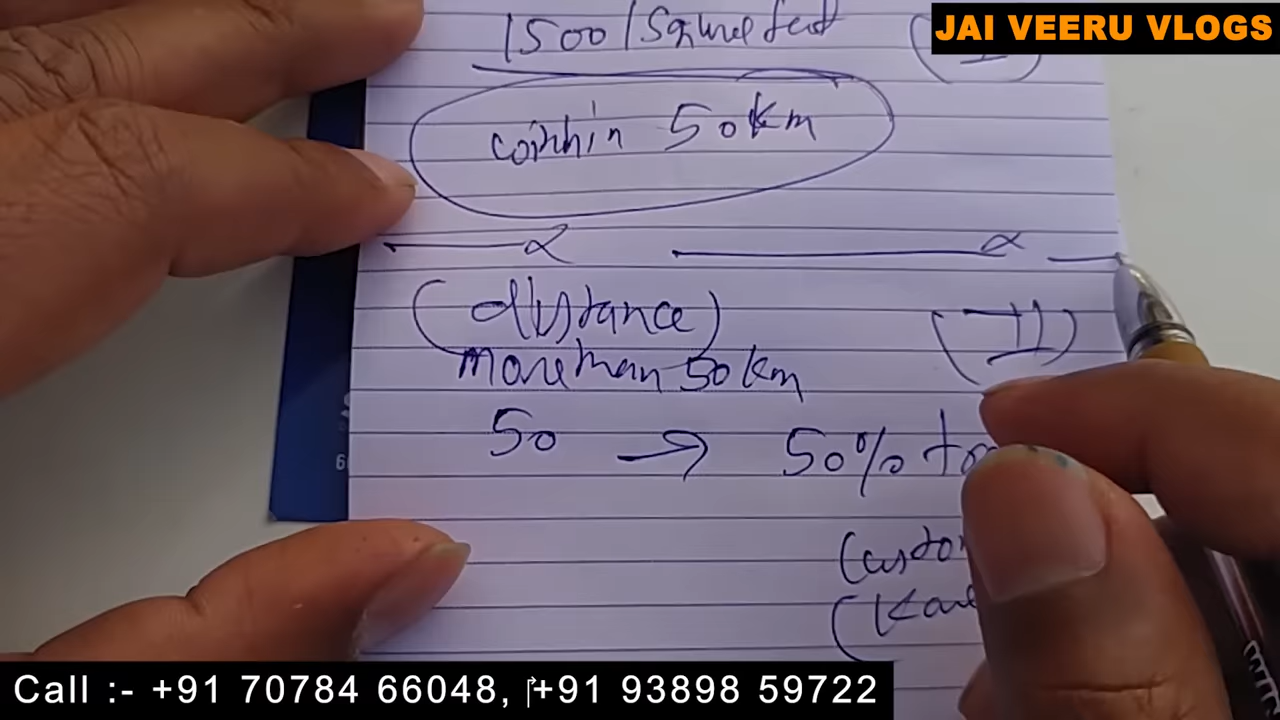 JAI VEERU VLOGS
1500/Square feet
within 50km
(I)
(distance)
more than 50km
(II)
50 → 50%
Call :- +91 70784 66048, +91 93898 59722